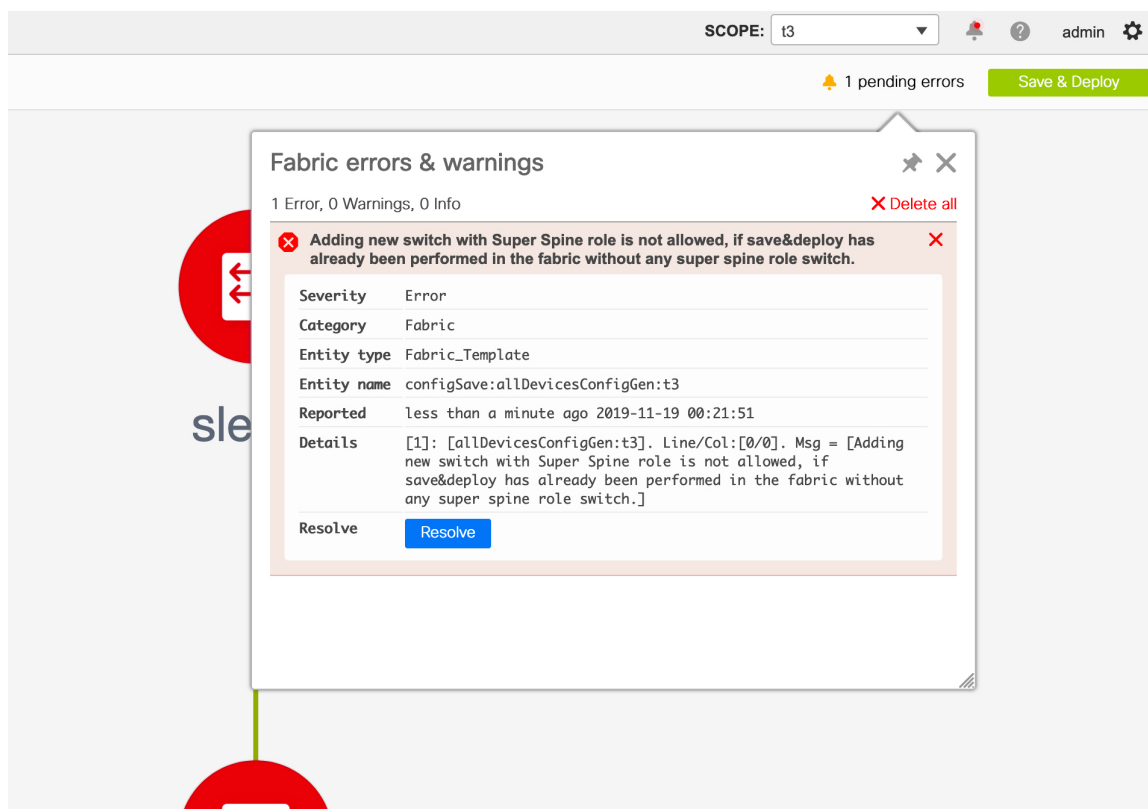 SCOPE: t3 admin
1 pending errors Save & Deploy
Fabric errors & warnings
1 Error, 0 Warnings, 0 Info Delete all
Adding new switch with Super Spine role is not allowed, if save&deploy has
already been performed in the fabric without any super spine role switch.
Severity Error
Category Fabric
Entity type Fabric_Template
Entity name configSave:allDevicesConfigGen:t3
Reported less than a minute ago 2019-11-19 00:21:51
Details [1]: [allDevicesConfigGen:t3]. Line/Col:[0/0]. Msg = [Adding
new switch with Super Spine role is not allowed, if
save&deploy has already been performed in the fabric without
any super spine role switch.]
Resolve Resolve
sle